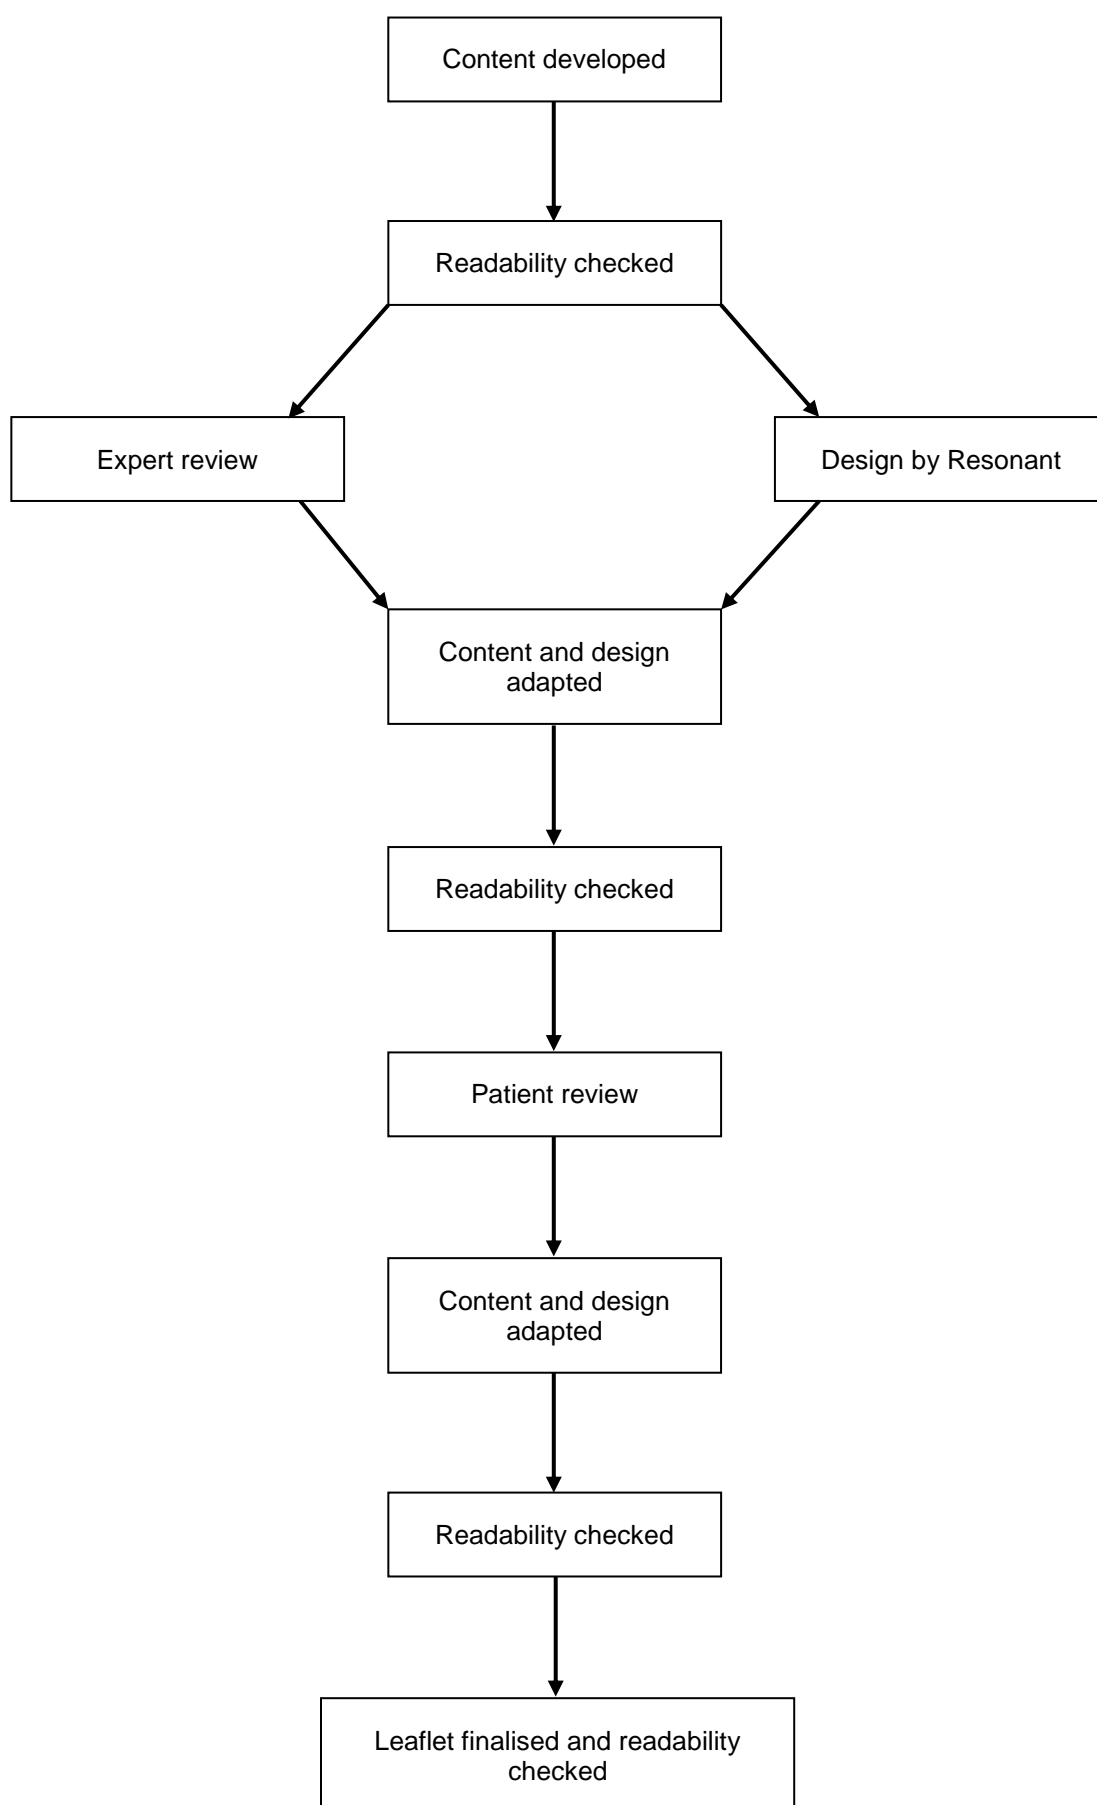 Content developed
Readability checked
Expert review
Design by Resonant
Content and design
adapted
Readability checked
Patient review
Content and design
adapted
Readability checked
Leaflet finalised and readability
checked